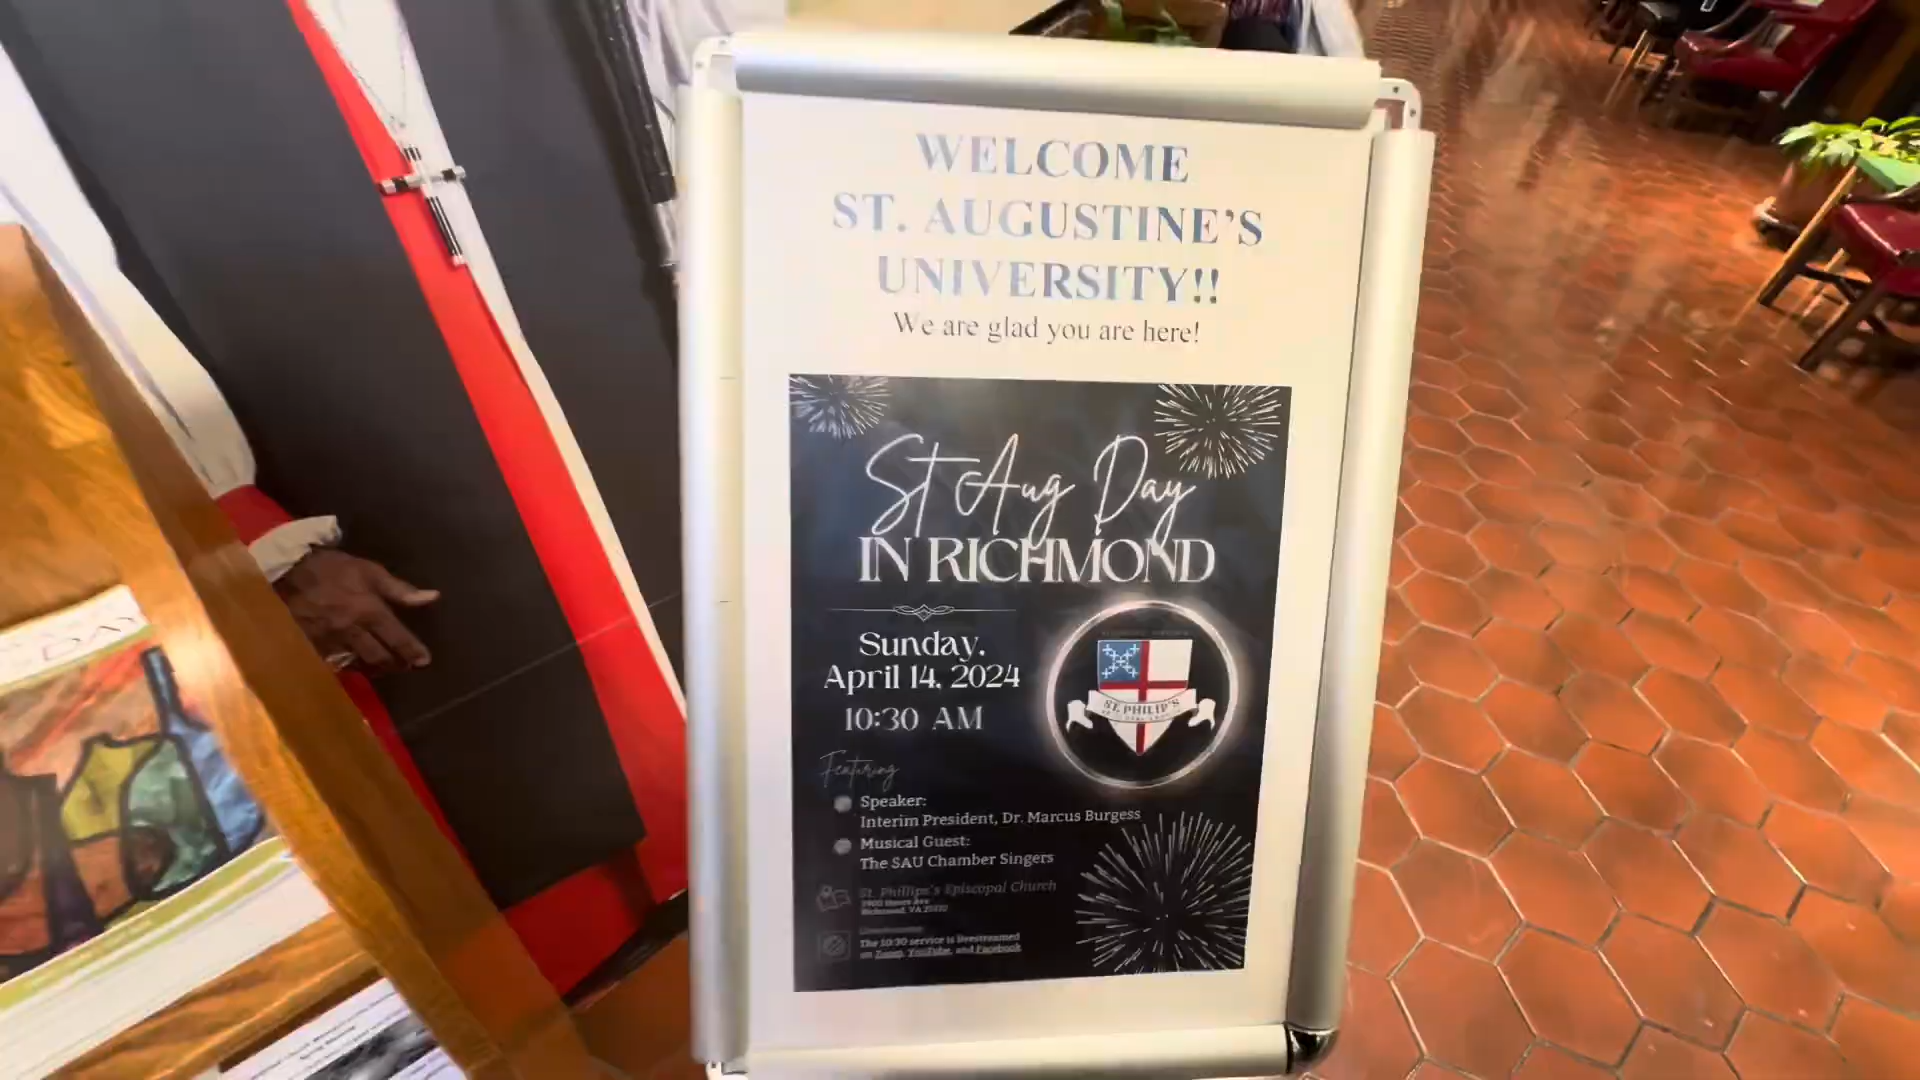 WELCOME
ST. AUGUSTINE'S
UNIVERSITY!!
We are glad you are here!
St Aug Day
IN RICHMOND
Sunday,
April 14, 2024
10:30 AM
ST. PHILIP'S
Featuring
Speaker:
Interim President, Dr. Marcus Burgess
Musical Guest:
The SAU Chamber Singers
St. Phillips's Episcopal Church
Richmond, VA
The 10:30 service is livestreamed
on Zoom, YouTube, and Facebook
DAY